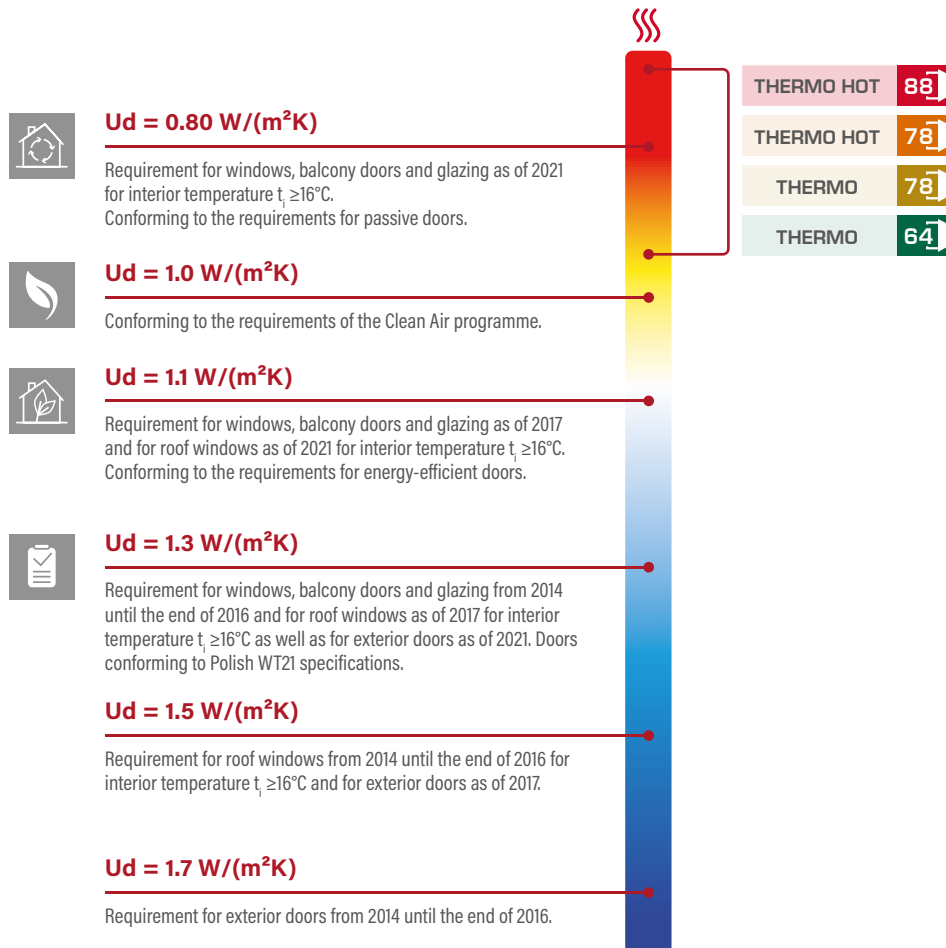 Ud = 0.80 W/(m²K)
Requirement for windows, balcony doors and glazing as of 2021
for interior temperature tᵢ ≥16°C.
Conforming to the requirements for passive doors.
Ud = 1.0 W/(m²K)
Conforming to the requirements of the Clean Air programme.
Ud = 1.1 W/(m²K)
Requirement for windows, balcony doors and glazing as of 2017
and for roof windows as of 2021 for interior temperature tᵢ ≥16°C.
Conforming to the requirements for energy-efficient doors.
Ud = 1.3 W/(m²K)
Requirement for windows, balcony doors and glazing from 2014
until the end of 2016 and for roof windows as of 2017 for interior
temperature tᵢ ≥16°C as well as for exterior doors as of 2021. Doors
conforming to Polish WT21 specifications.
Ud = 1.5 W/(m²K)
Requirement for roof windows from 2014 until the end of 2016 for
interior temperature tᵢ ≥16°C and for exterior doors as of 2017.
Ud = 1.7 W/(m²K)
Requirement for exterior doors from 2014 until the end of 2016.
THERMO HOT 88
THERMO HOT 78
THERMO 78
THERMO 64